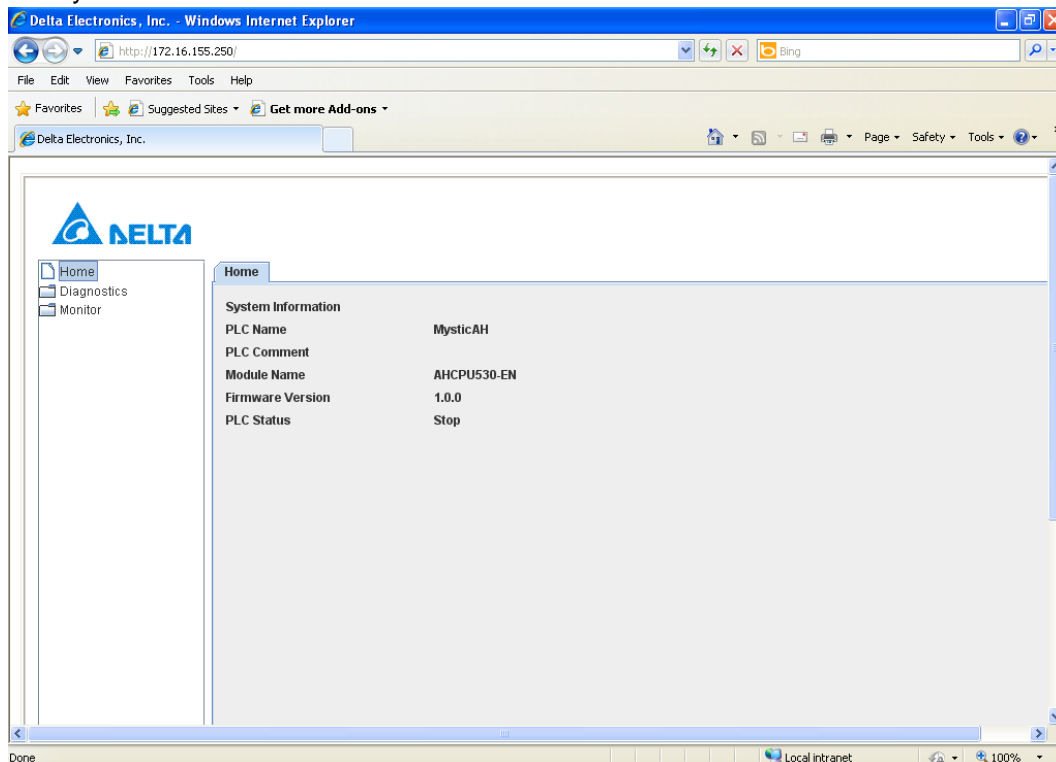 Delta Electronics, Inc. - Windows Internet Explorer
http://172.16.155.250/
Bing
File Edit View Favorites Tools Help
Favorites Suggested Sites Get more Add-ons
Delta Electronics, Inc.
Page Safety Tools
DELTA
Home
Diagnostics
Monitor
Home
System Information
PLC Name MysticAH
PLC Comment
Module Name AHCPU530-EN
Firmware Version 1.0.0
PLC Status Stop
Done Local intranet 100%